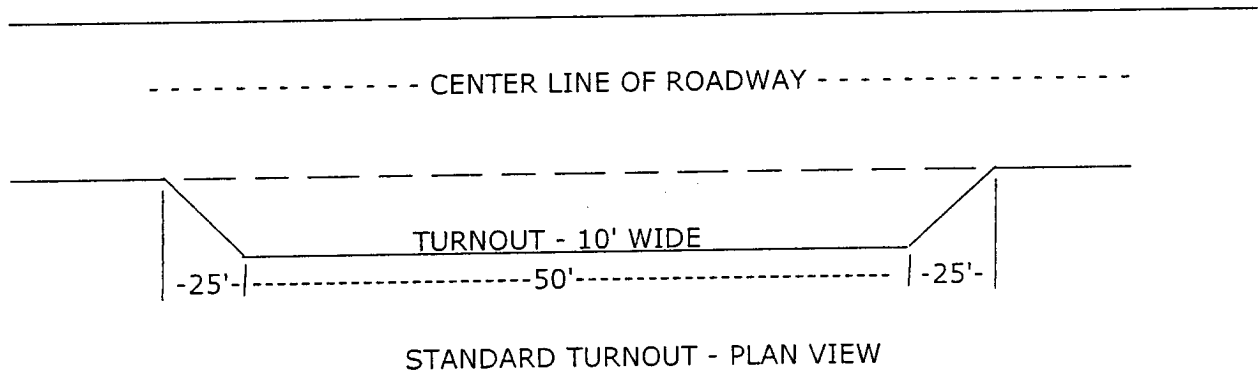 - - - - - - - - - - - - - CENTER LINE OF ROADWAY - - - - - - - - - - - - - - -
TURNOUT - 10' WIDE
-25'-|-----------------------50'--------------------------|-25'-
STANDARD TURNOUT - PLAN VIEW